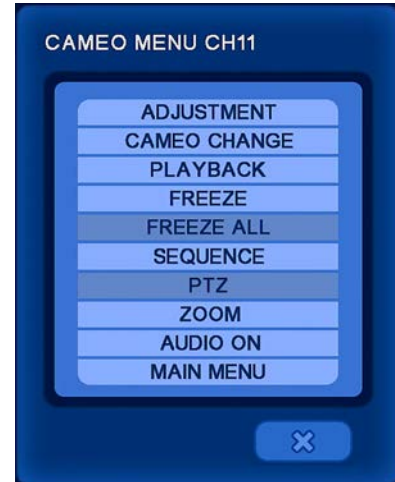 CAMEO MENU CH11
ADJUSTMENT
CAMEO CHANGE
PLAYBACK
FREEZE
FREEZE ALL
SEQUENCE
PTZ
ZOOM
AUDIO ON
MAIN MENU